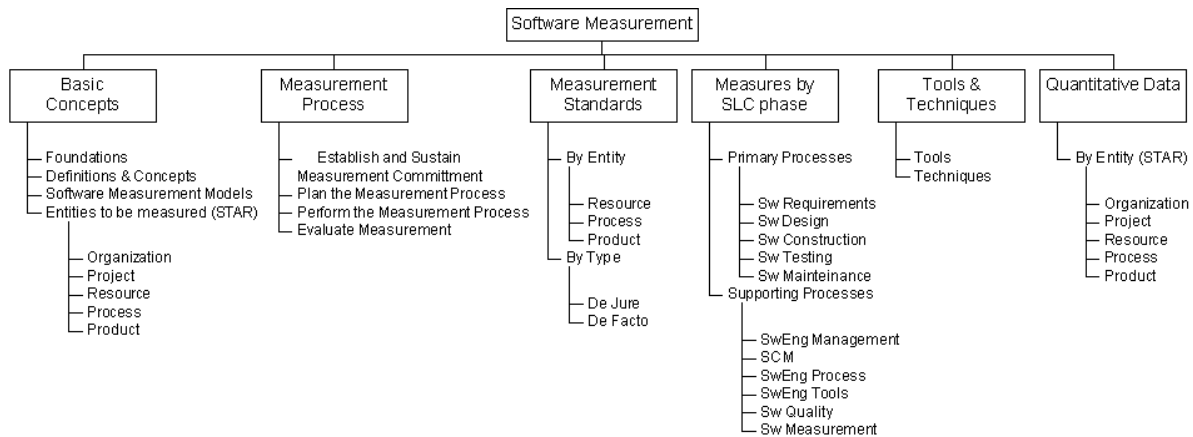 Software Measurement
Basic
Concepts
Foundations
Definitions & Concepts
Software Measurement Models
Entities to be measured (STAR)
Organization
Project
Resource
Process
Product
Measurement
Process
Establish and Sustain
Measurement Committment
Plan the Measurement Process
Perform the Measurement Process
Evaluate Measurement
Measurement
Standards
By Entity
Resource
Process
Product
By Type
De Jure
De Facto
Measures by
SLC phase
Primary Processes
Sw Requirements
Sw Design
Sw Construction
Sw Testing
Sw Mainteinance
Supporting Processes
SwEng Management
SCM
SwEng Process
SwEng Tools
Sw Quality
Sw Measurement
Tools &
Techniques
Tools
Techniques
Quantitative Data
By Entity (STAR)
Organization
Project
Resource
Process
Product